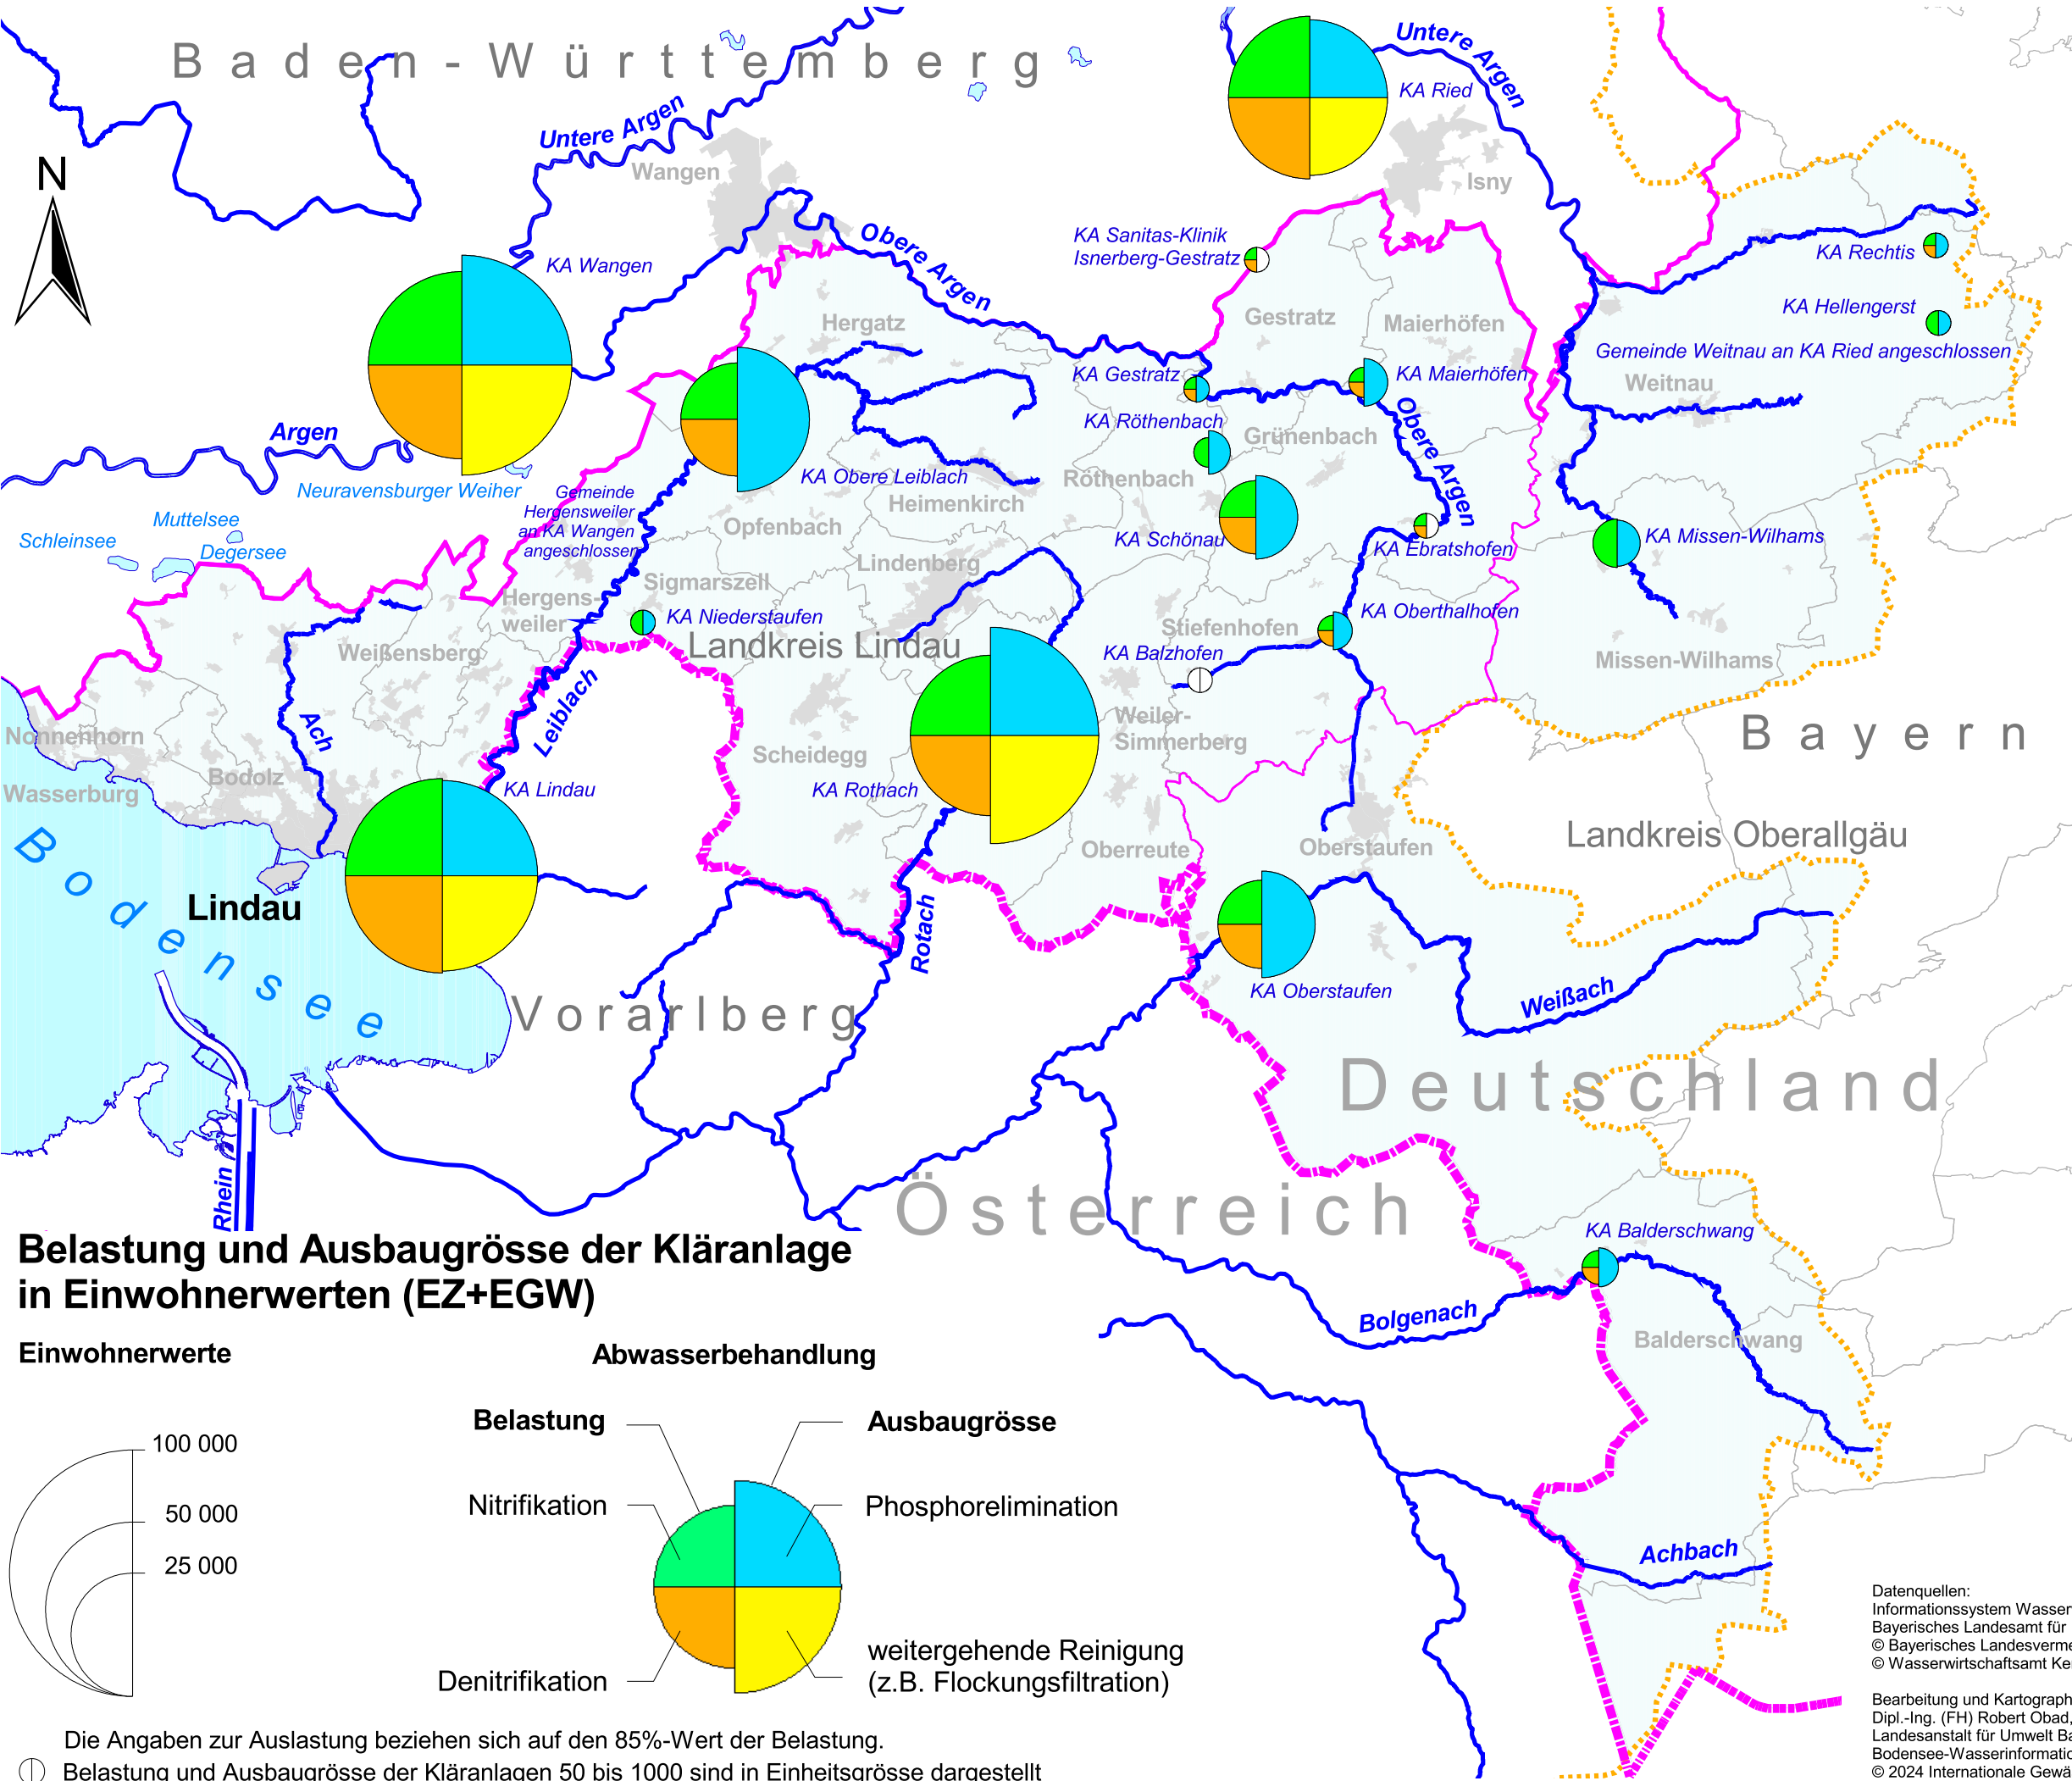 Baden-Württemberg
Untere Argen
KA Ried
Untere Argen
Wangen
Isny
N
KA Sanitas-Klinik
Isnerberg-Gestratz
Obere Argen
KA Rechtis
KA Wangen
KA Hellengerst
Hergatz
Gestratz
Maierhöfen
Gemeinde Weitnau an KA Ried angeschlossen
KA Gestratz
KA Maierhöfen
Weitnau
KA Röthenbach
Obere Argen
Argen
Grünenbach
KA Obere Leiblach
Röthenbach
Neuravensburger Weiher
Gemeinde
Hergensweiler
an KA Wangen
angeschlossen
Heimenkirch
Muttelsee
Opfenbach
Schleinsee
Degersee
KA Schönau
KA Ebratshofen
KA Missen-Wilhams
Lindenberg
Sigmarszell
Hergens-
weiler
KA Niederstaufen
KA Oberthalhofen
Landkreis Lindau
Stiefenhofen
Weißensberg
KA Balzhofen
Missen-Wilhams
Leiblach
Ach
Nonnenhorn
Weiler-
Simmerberg
Bayern
Scheidegg
Bodolz
Wasserburg
KA Lindau
KA Rothach
Landkreis Oberallgäu
Oberreute
Oberstaufen
Bodensee
Lindau
Rotach
KA Oberstaufen
Weißach
Vorarlberg
Deutschland
Rhein
Österreich
KA Balderschwang
Bolgenach
Balderschwang
Achbach
Belastung und Ausbaugrösse der Kläranlage
in Einwohnerwerten (EZ+EGW)
Einwohnerwerte
100 000
50 000
25 000
Abwasserbehandlung
Belastung
Ausbaugrösse
Nitrifikation
Phosphorelimination
Denitrifikation
weitergehende Reinigung
(z.B. Flockungsfiltration)
Die Angaben zur Auslastung beziehen sich auf den 85%-Wert der Belastung.
Belastung und Ausbaugrösse der Kläranlagen 50 bis 1000 sind in Einheitsgrösse dargestellt
Datenquellen:
Informationssystem Wasser
Bayerisches Landesamt für
© Bayerisches Landesverme
© Wasserwirtschaftsamt Ke
Bearbeitung und Kartograph
Dipl.-Ing. (FH) Robert Obad,
Landesanstalt für Umwelt Ba
Bodensee-Wasserinformatio
© 2024 Internationale Gewä